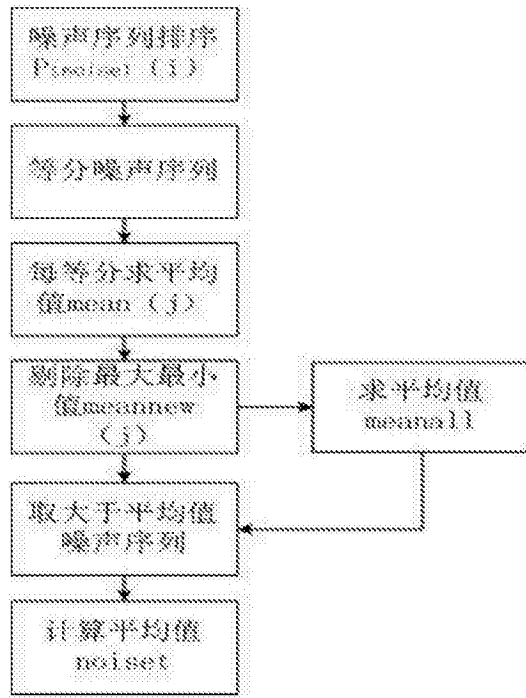 噪声序列排序
P(noise)（i）
等分噪声序列
每等分求平均
值mean（j）
剔除最大最小
值meannew
（j）
求平均值
meanall
取大于平均值
噪声序列
计算平均值
noiset